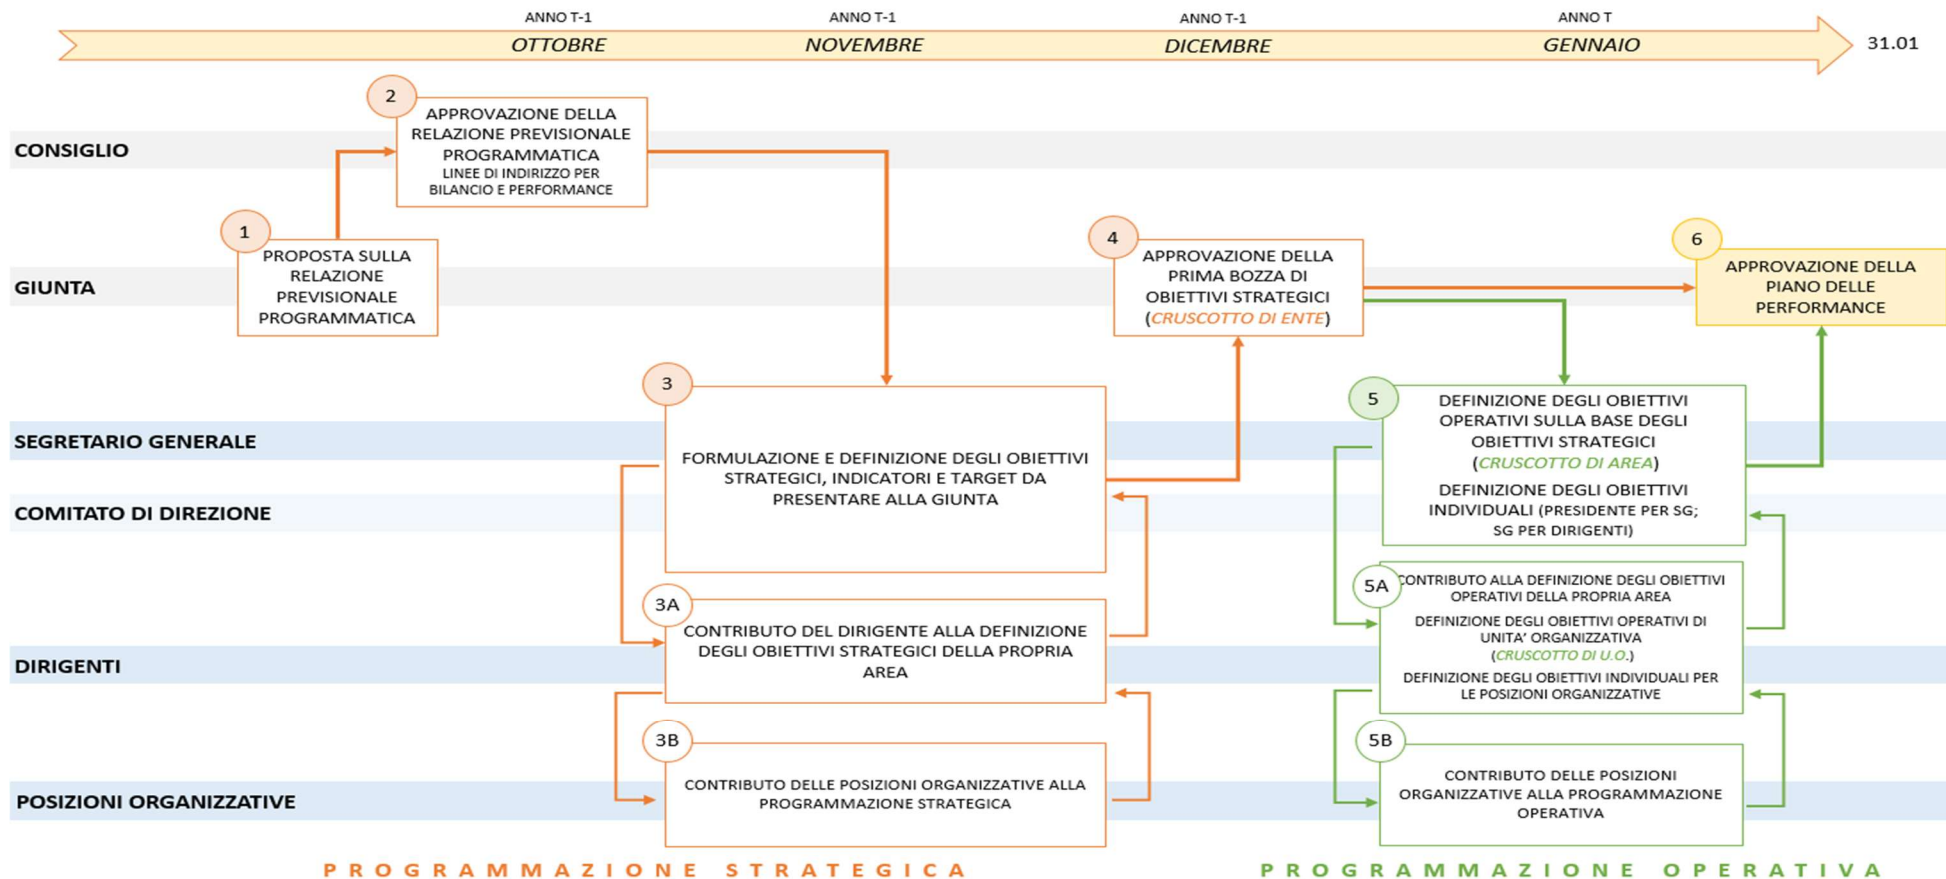 ANNO T-1
ANNO T-1
ANNO T-1
ANNO T
OTTOBRE
NOVEMBRE
DICEMBRE
GENNAIO
31.01
CONSIGLIO
2
APPROVAZIONE DELLA
RELAZIONE PREVISIONALE
PROGRAMMATICA
LINEE DI INDIRIZZO PER
BILANCIO E PERFORMANCE
GIUNTA
1
PROPOSTA SULLA
RELAZIONE
PREVISIONALE
PROGRAMMATICA
4
APPROVAZIONE DELLA
PRIMA BOZZA DI
OBIETTIVI STRATEGICI
(CRUSCOTTO DI ENTE)
6
APPROVAZIONE DELLA
PIANO DELLE
PERFORMANCE
SEGRETARIO GENERALE
COMITATO DI DIREZIONE
3
FORMULAZIONE E DEFINIZIONE DEGLI OBIETTIVI
STRATEGICI, INDICATORI E TARGET DA
PRESENTARE ALLA GIUNTA
5
DEFINIZIONE DEGLI OBIETTIVI
OPERATIVI SULLA BASE DEGLI
OBIETTIVI STRATEGICI
(CRUSCOTTO DI AREA)
DEFINIZIONE DEGLI OBIETTIVI
INDIVIDUALI (PRESIDENTE PER SG;
SG PER DIRIGENTI)
DIRIGENTI
3A
CONTRIBUTO DEL DIRIGENTE ALLA DEFINIZIONE
DEGLI OBIETTIVI STRATEGICI DELLA PROPRIA
AREA
5A
CONTRIBUTO ALLA DEFINIZIONE DEGLI OBIETTIVI
OPERATIVI DELLA PROPRIA AREA
DEFINIZIONE DEGLI OBIETTIVI OPERATIVI DI
UNITA' ORGANIZZATIVA
(CRUSCOTTO DI U.O.)
DEFINIZIONE DEGLI OBIETTIVI INDIVIDUALI PER
LE POSIZIONI ORGANIZZATIVE
POSIZIONI ORGANIZZATIVE
3B
CONTRIBUTO DELLE POSIZIONI ORGANIZZATIVE ALLA
PROGRAMMAZIONE STRATEGICA
5B
CONTRIBUTO DELLE POSIZIONI
ORGANIZZATIVE ALLA PROGRAMMAZIONE
OPERATIVA
PROGRAMMAZIONE STRATEGICA
PROGRAMMAZIONE OPERATIVA